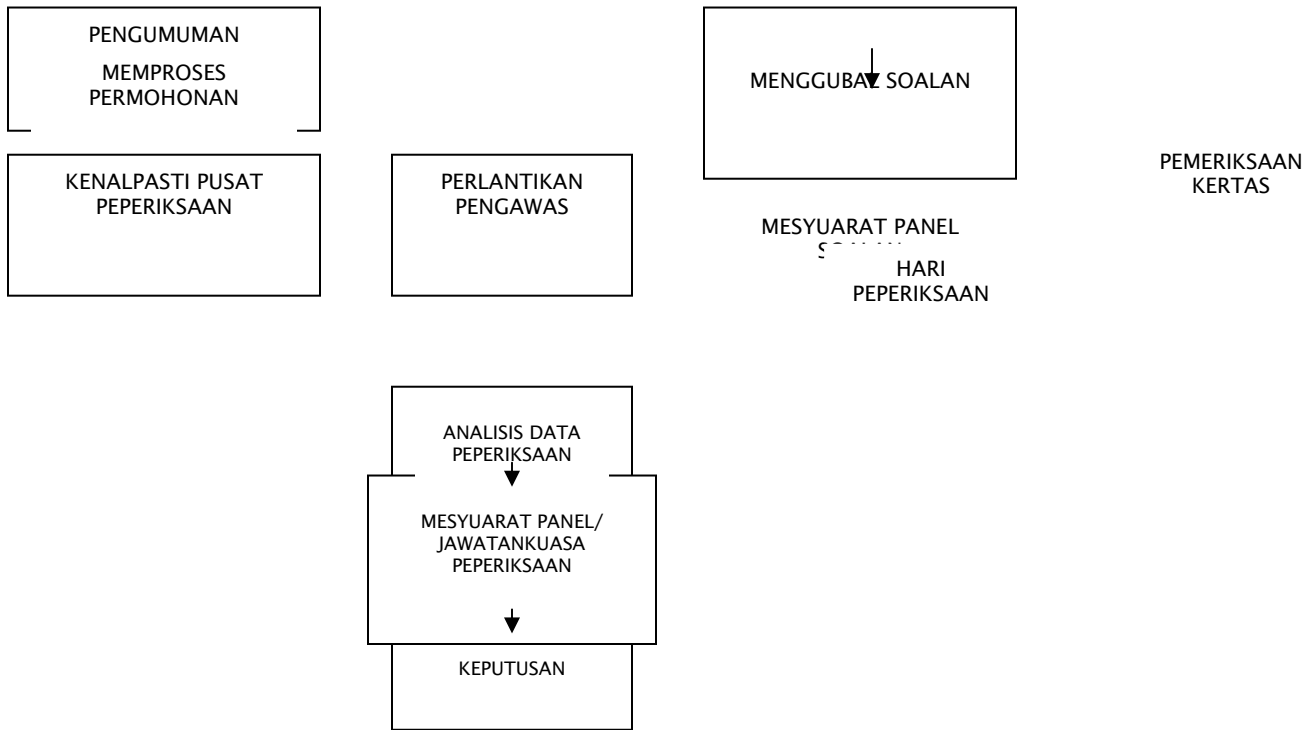 PENGUMUMAN
MEMPROSES
PERMOHONAN
MENGGUBAL SOALAN
KENALPASTI PUSAT
PEPERIKSAAN
PERLANTIKAN
PENGAWAS
PEMERIKSAAN
KERTAS
MESYUARAT PANEL
HARI
PEPERIKSAAN
ANALISIS DATA
PEPERIKSAAN
MESYUARAT PANEL/
JAWATANKUASA
PEPERIKSAAN
KEPUTUSAN